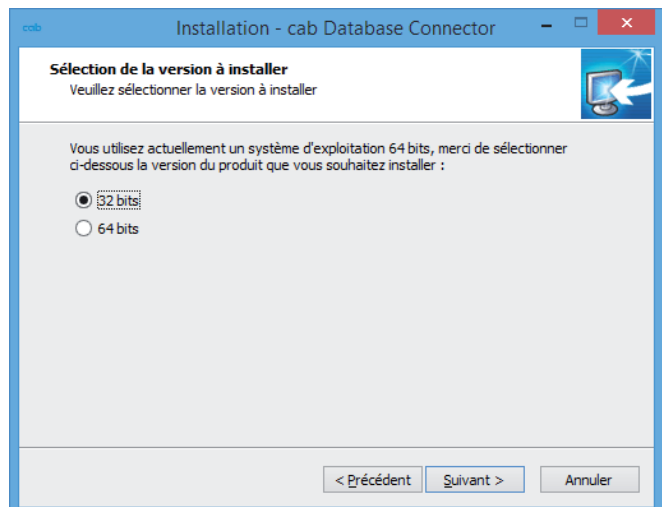 cab
Installation - cab Database Connector
Sélection de la version à installer
Veuillez sélectionner la version à installer
Vous utilisez actuellement un système d'exploitation 64 bits, merci de sélectionner
ci-dessous la version du produit que vous souhaitez installer :
32 bits
64 bits
< Précédent
Suivant >
Annuler